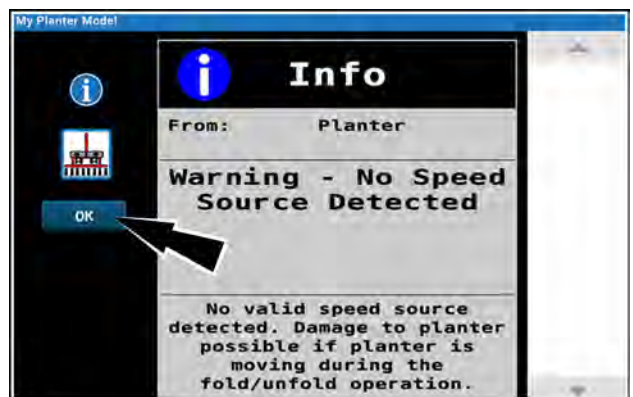 My Planter Model
i
Info
i
From: Planter
Warning - No Speed
Source Detected
OK
No valid speed source
detected. Damage to planter
possible if planter is
moving during the
fold/unfold operation.